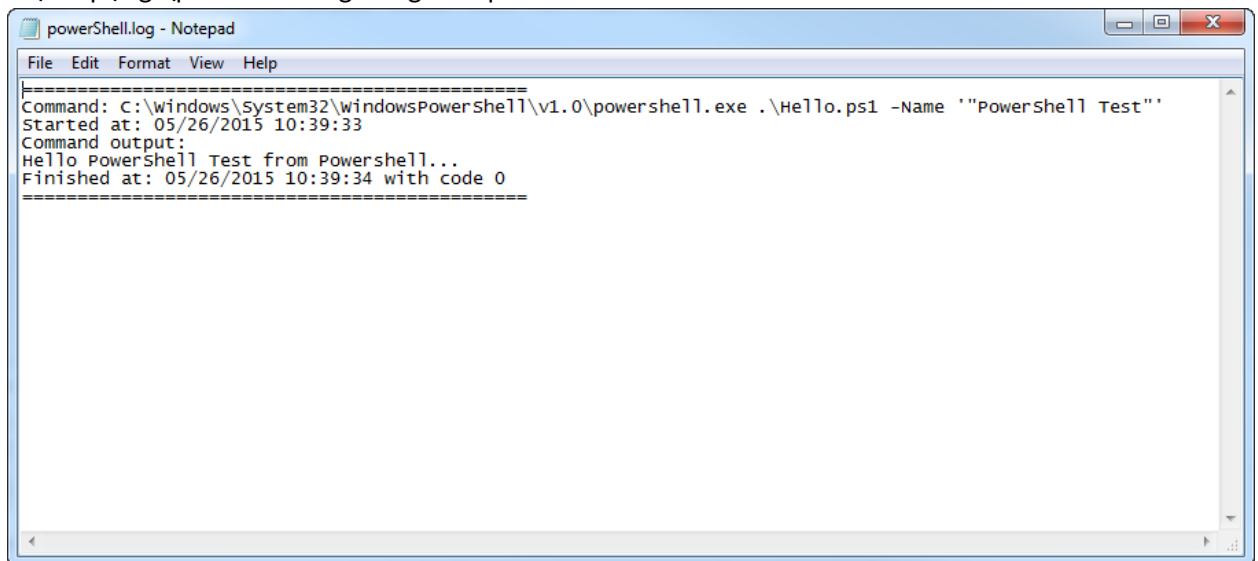 powerShell.log - Notepad
File Edit Format View Help
==============================================
Command: C:\Windows\System32\WindowsPowerShell\v1.0\powershell.exe .\Hello.ps1 -Name '"PowerShell Test"'
Started at: 05/26/2015 10:39:33
Command output:
Hello PowerShell Test from Powershell...
Finished at: 05/26/2015 10:39:34 with code 0
==============================================